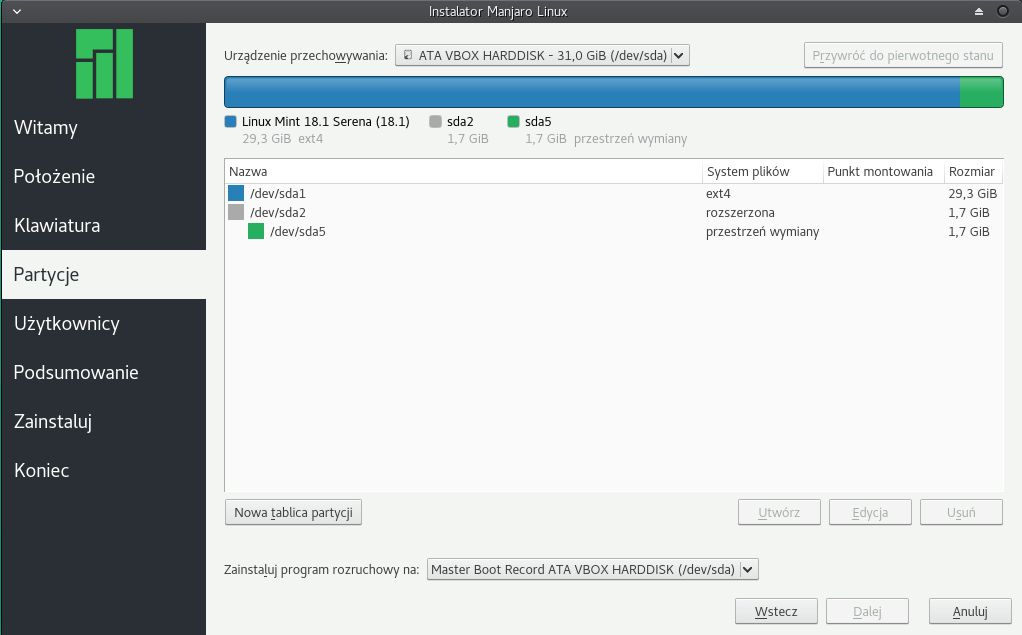 Instalator Manjaro Linux
Witamy
Położenie
Klawiatura
Partycje
Użytkownicy
Podsumowanie
Zainstaluj
Koniec
Urządzenie przechowywania: ATA VBOX HARDDISK - 31,0 GiB (/dev/sda) Przywróć do pierwotnego stanu
Linux Mint 18.1 Serena (18.1) sda2 sda5
29,3 GiB ext4 1,7 GiB 1,7 GiB przestrzeń wymiany
Nazwa System plików Punkt montowania Rozmiar
/dev/sda1 ext4 29,3 GiB
/dev/sda2 rozszerzona 1,7 GiB
/dev/sda5 przestrzeń wymiany 1,7 GiB
Nowa tablica partycji Utwórz Edycja Usuń
Zainstaluj program rozruchowy na: Master Boot Record ATA VBOX HARDDISK (/dev/sda)
Wstecz Dalej Anuluj